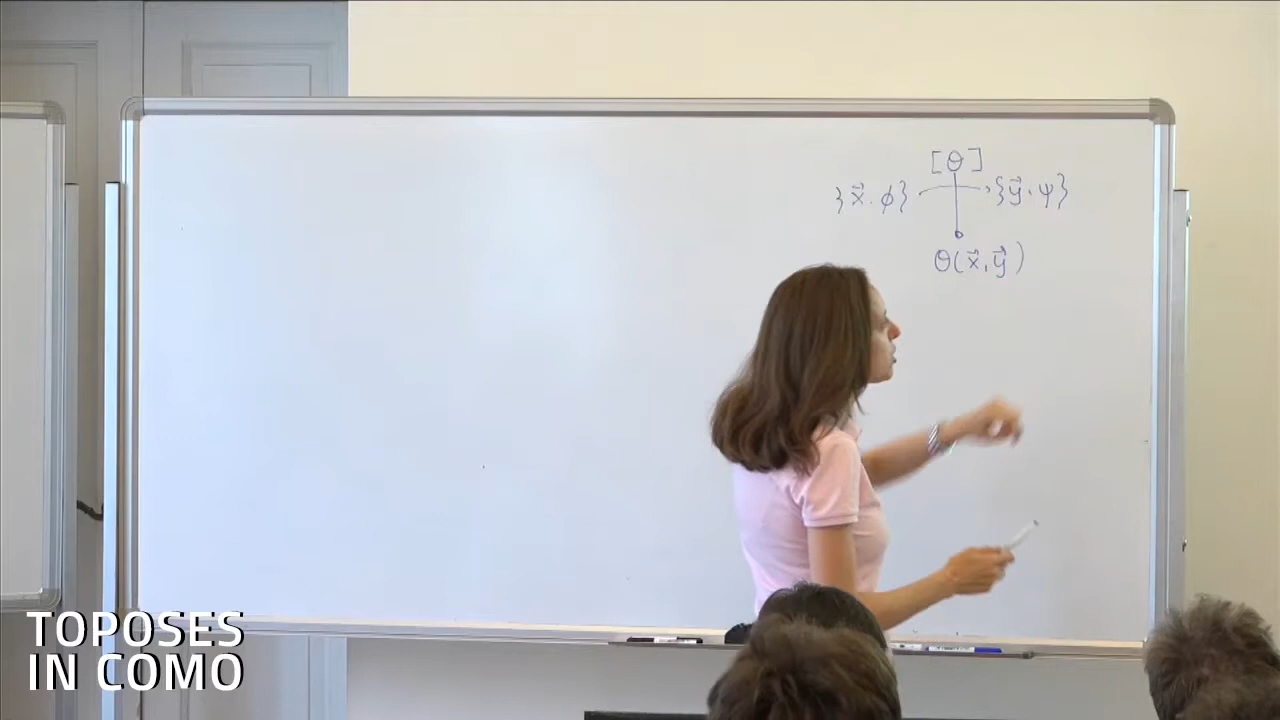 [θ]
{x⃗. φ} {y⃗. ψ}
θ(x⃗, y⃗)
TOPOSES
IN COMO